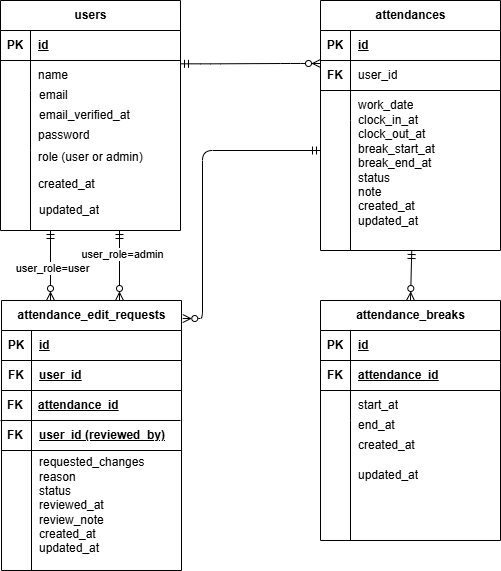 users
PK id
name
email
email_verified_at
password
role (user or admin)
created_at
updated_at
attendances
PK id
FK user_id
work_date
clock_in_at
clock_out_at
break_start_at
break_end_at
status
note
created_at
updated_at
user_role=admin
user_role=user
attendance_edit_requests
PK id
FK user_id
FK attendance_id
FK user_id (reviewed_by)
requested_changes
reason
status
reviewed_at
review_note
created_at
updated_at
attendance_breaks
PK id
FK attendance_id
start_at
end_at
created_at
updated_at